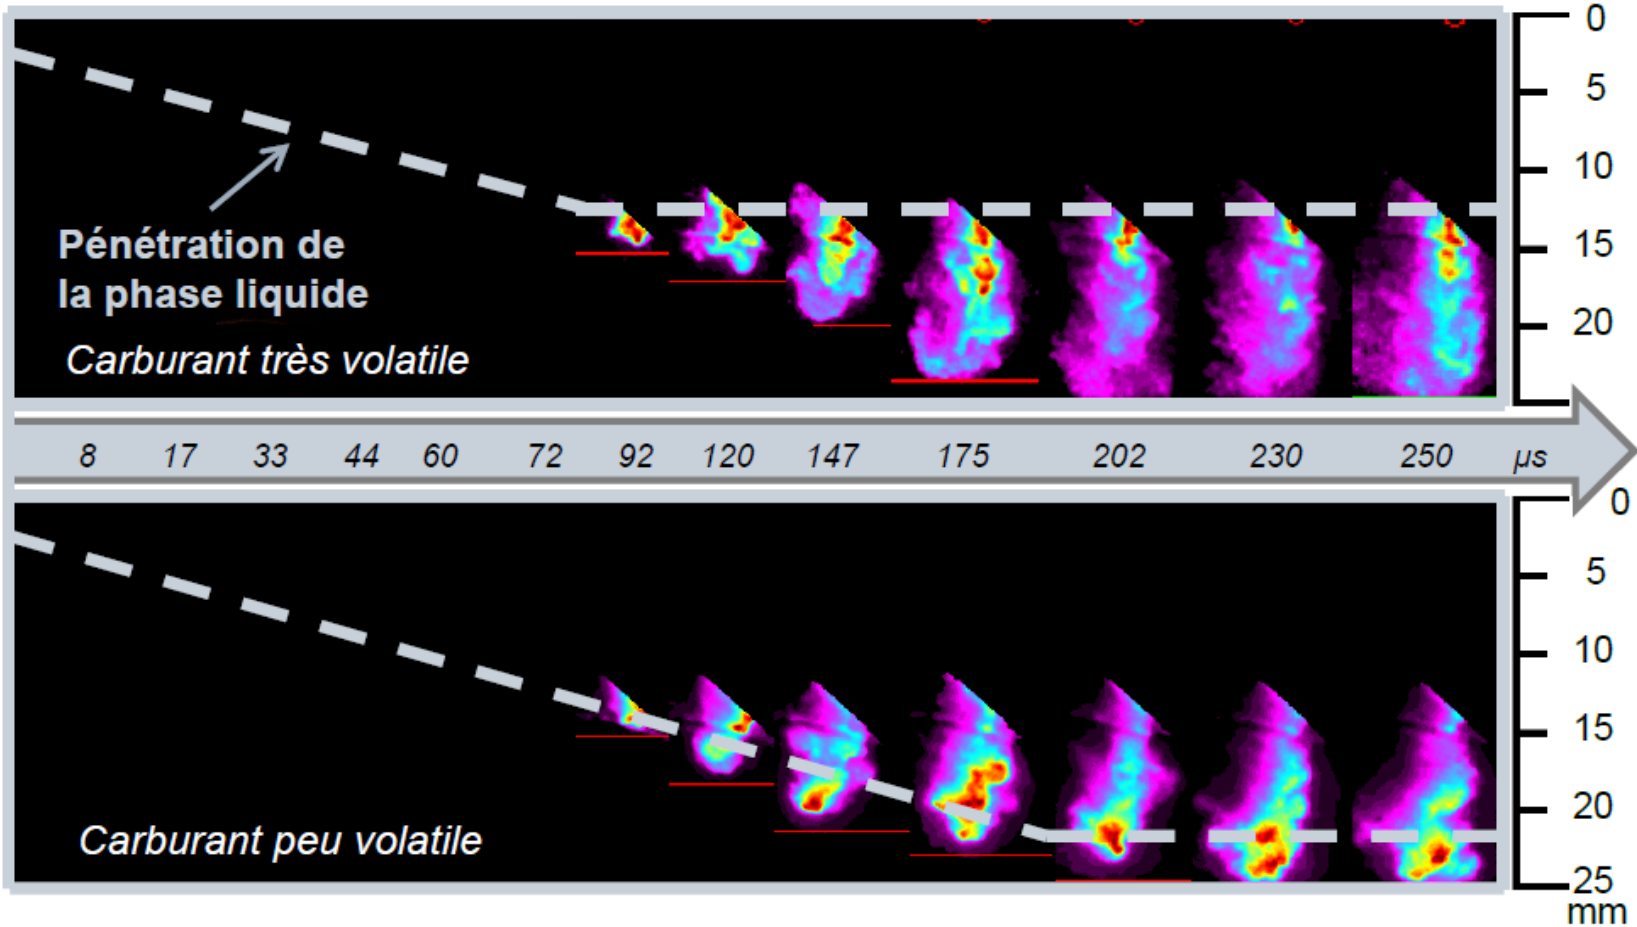 0
5
10
15
20
Pénétration de
la phase liquide
Carburant très volatile
8 17 33 44 60 72 92 120 147 175 202 230 250 µs
0
5
10
15
20
25
mm
Carburant peu volatile